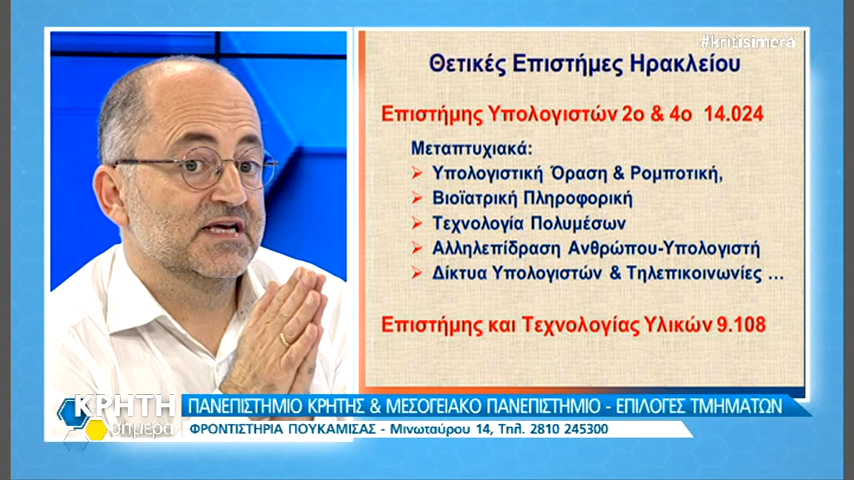 #kritisimera
Θετικές Επιστήμες Ηρακλείου
Επιστήμης Υπολογιστών 2ο & 4ο 14.024
Μεταπτυχιακά:
Υπολογιστική Όραση & Ρομποτική,
Βιοϊατρική Πληροφορική
Τεχνολογία Πολυμέσων
Αλληλεπίδραση Ανθρώπου-Υπολογιστή
Δίκτυα Υπολογιστών & Τηλεπικοινωνίες ...
Επιστήμης και Τεχνολογίας Υλικών 9.108
ΚΡΗΤΗ
σήμερα
ΠΑΝΕΠΙΣΤΗΜΙΟ ΚΡΗΤΗΣ & ΜΕΣΟΓΕΙΑΚΟ ΠΑΝΕΠΙΣΤΗΜΙΟ - ΕΠΙΛΟΓΕΣ ΤΜΗΜΑΤΩΝ
ΦΡΟΝΤΙΣΤΗΡΙΑ ΠΟΥΚΑΜΙΣΑΣ - Μινωταύρου 14, Τηλ. 2810 245300